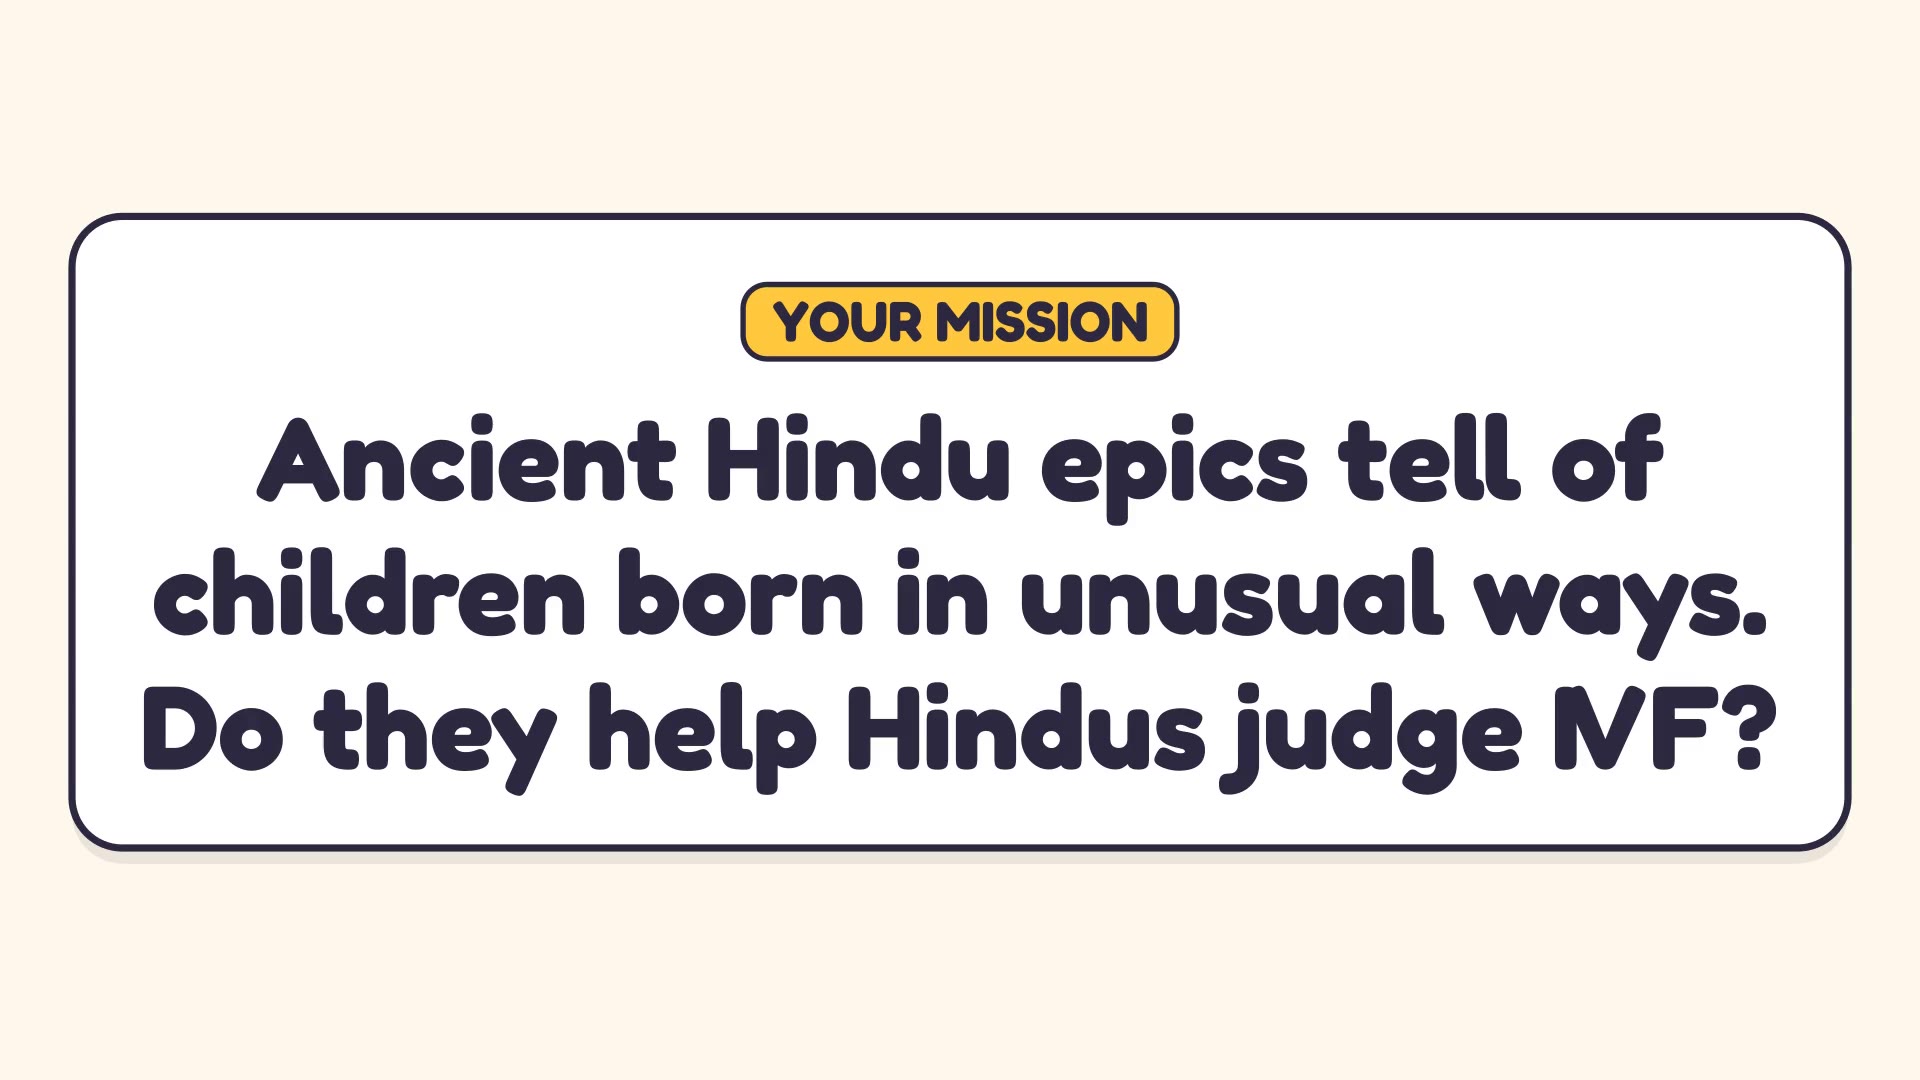 YOUR MISSION
Ancient Hindu epics tell of
children born in unusual ways.
Do they help Hindus judge IVF?